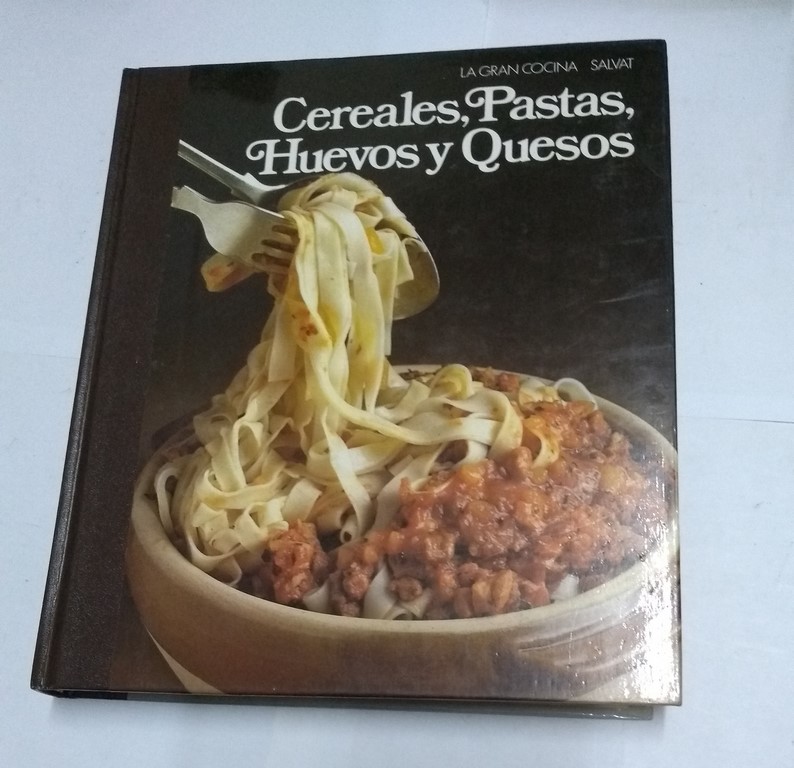 LA GRAN COCINA SALVAT
Cereales, Pastas,
Huevos y Quesos